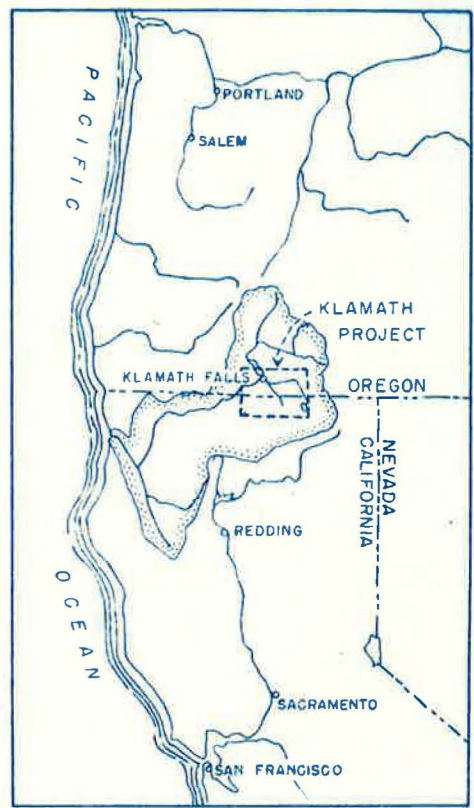 PACIFIC
PORTLAND
SALEM
KLAMATH
PROJECT
KLAMATH FALLS
OREGON
NEVADA
CALIFORNIA
REDDING
OCEAN
SACRAMENTO
SAN FRANCISCO